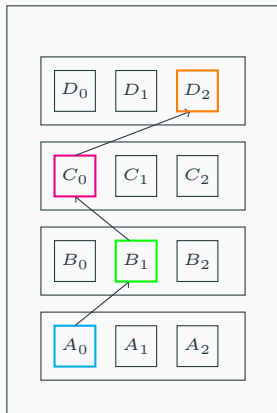 D₀ D₁ D₂
C₀ C₁ C₂
B₀ B₁ B₂
A₀ A₁ A₂